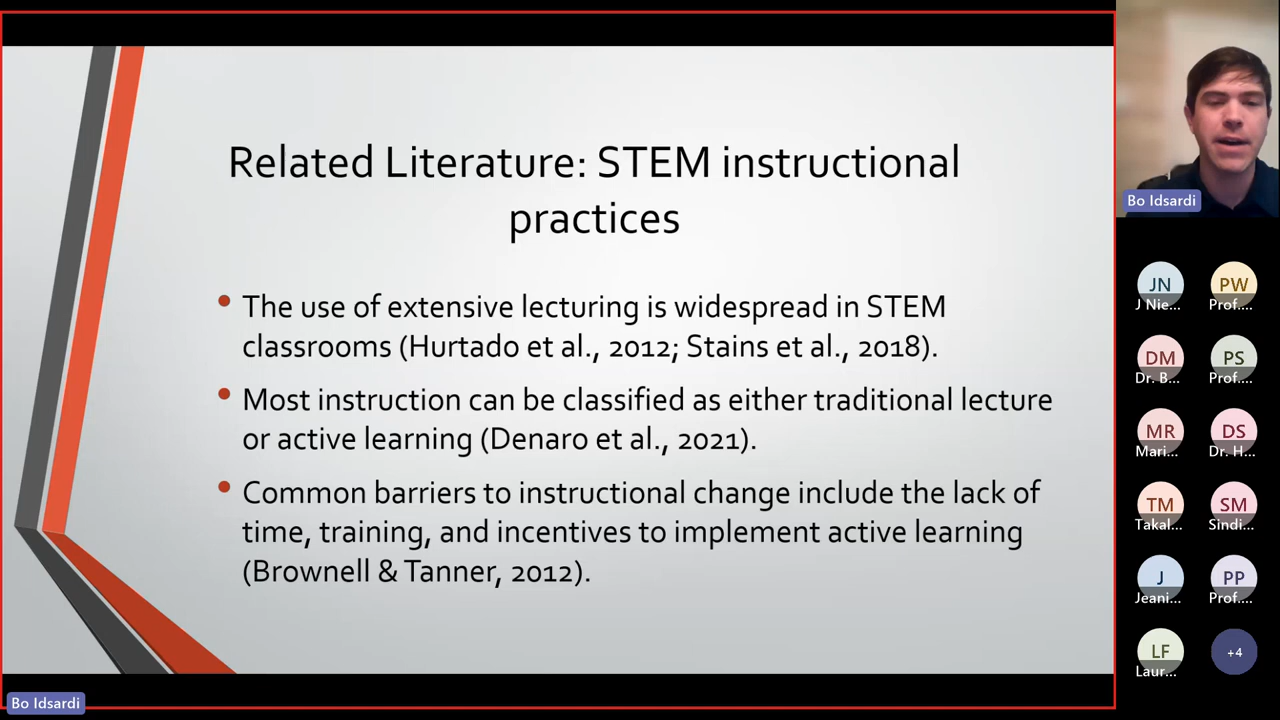 Related Literature: STEM instructional
practices
• The use of extensive lecturing is widespread in STEM
classrooms (Hurtado et al., 2012; Stains et al., 2018).
• Most instruction can be classified as either traditional lecture
or active learning (Denaro et al., 2021).
• Common barriers to instructional change include the lack of
time, training, and incentives to implement active learning
(Brownell & Tanner, 2012).
Bo Idsardi
Bo Idsardi
JN
J Nie...
PW
Prof....
DM
Dr. B...
PS
Prof....
MR
Mari...
DS
Dr. H...
TM
Takal...
SM
Sindi...
J
Jeani...
PP
Prof....
LF
Laur...
+4